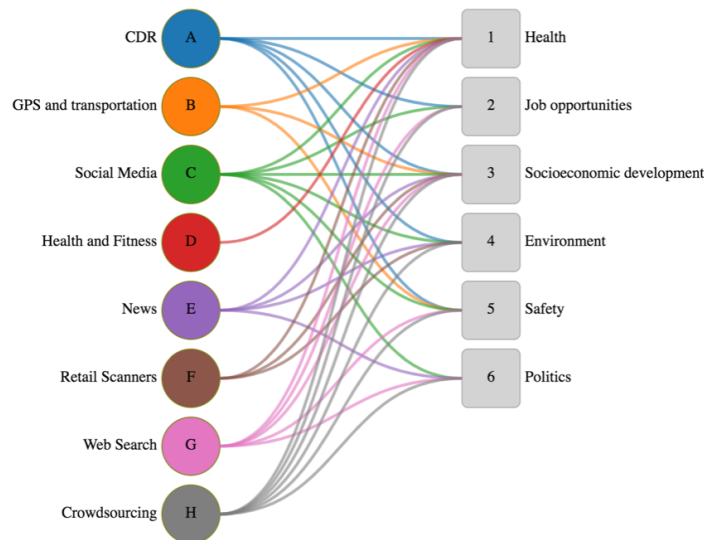 CDR A 1 Health
GPS and transportation B 2 Job opportunities
Social Media C 3 Socioeconomic development
Health and Fitness D 4 Environment
News E 5 Safety
Retail Scanners F 6 Politics
Web Search G
Crowdsourcing H